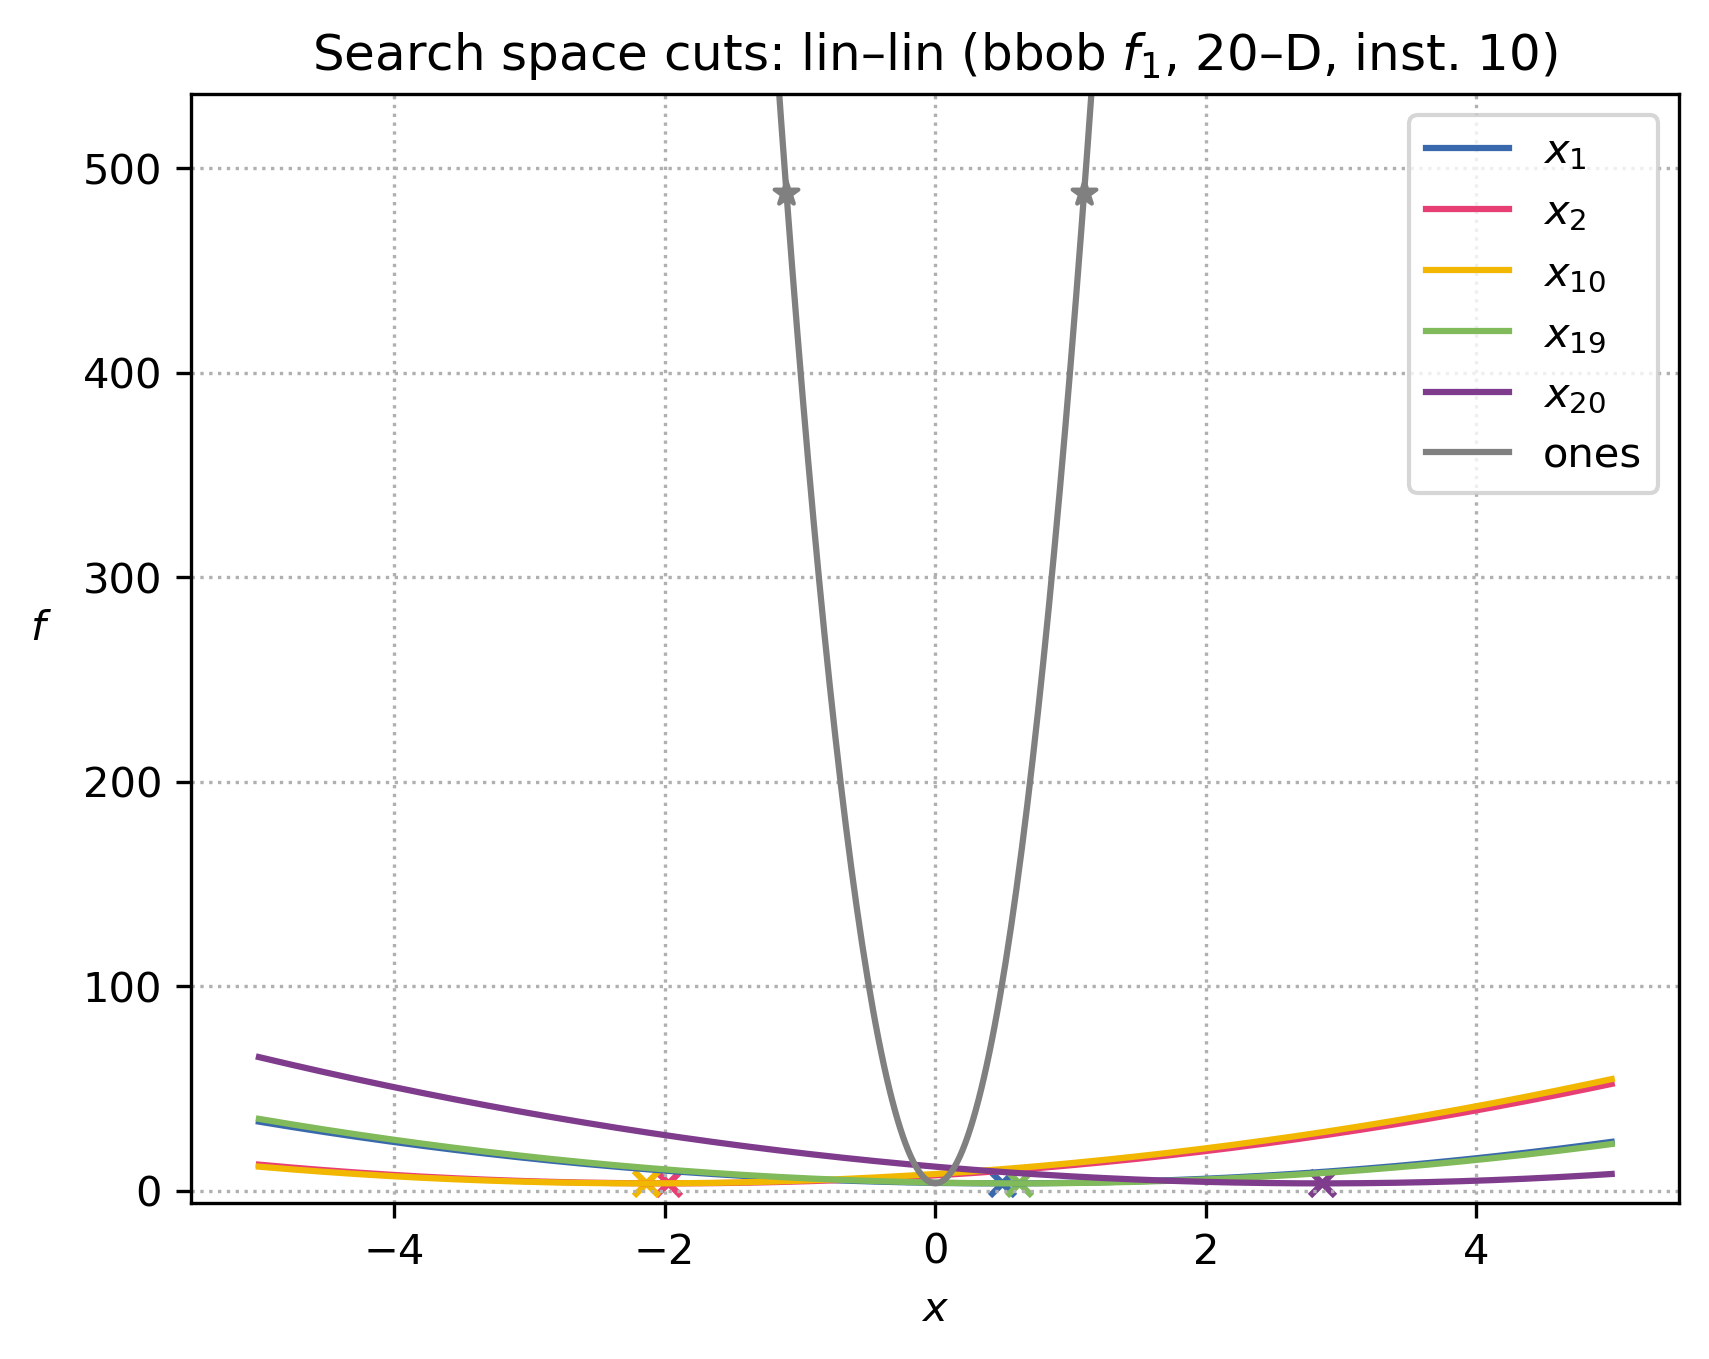 Search space cuts: lin–lin (bbob f₁, 20–D, inst. 10)
x₁
x₂
x₁₀
x₁₉
x₂₀
ones
500
400
300
200
100
0
f
−4 −2 0 2 4
x